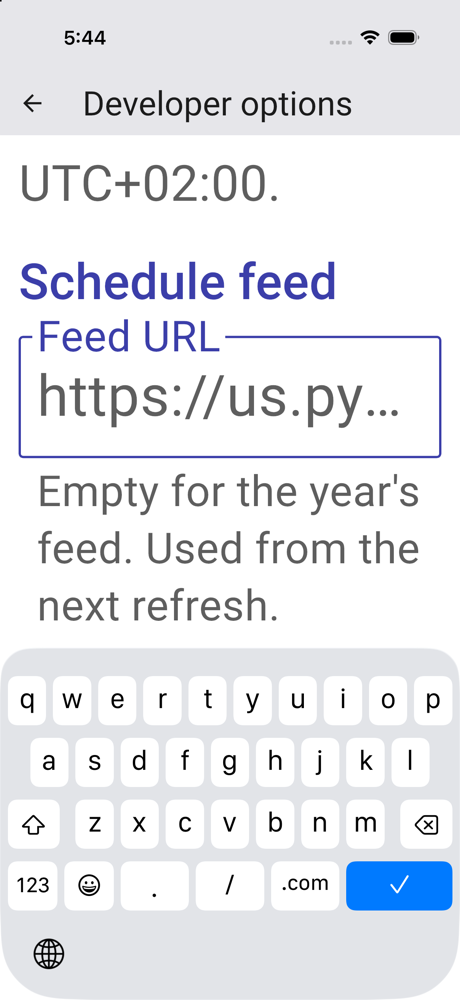 5:44
Developer options
UTC+02:00.
Schedule feed
Feed URL
https://us.py...
Empty for the year's
feed. Used from the
next refresh.
q w e r t y u i o p
a s d f g h j k l
z x c v b n m
123 . / .com